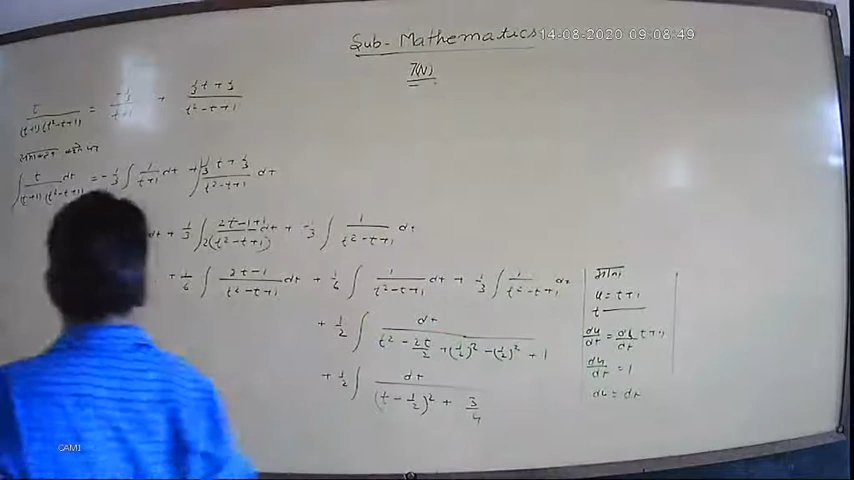 Sub- Mathematics
14-08-2020 09:08:49
7(N)
t/((t+1)(t²-t+1)) = (-1/3)/(t+1) + (1/3 t + 1/3)/(t²-t+1)
∫ t dt/((t+1)(t²-t+1)) = -1/3 ∫ 1/(t+1) dt + ∫ (1/3 t + 1/3)/(t²-t+1) dt
dt + 1/3 ∫ (2t-1+1)/(2(t²-t+1)) dt + 1/3 ∫ 1/(t²-t+1) dt
+ 1/6 ∫ (2t-1)/(t²-t+1) dt + 1/6 ∫ 1/(t²-t+1) dt + 1/3 ∫ 1/(t²-t+1) dt
+ 1/2 ∫ dt/(t² - 2t/2 + (1/2)² - (1/2)² + 1)
+ 1/2 ∫ dt/((t - 1/2)² + 3/4)
माना
u = t+1
t
du/dt = d/dt t+1
du/dt = 1
du = dt
CAM1